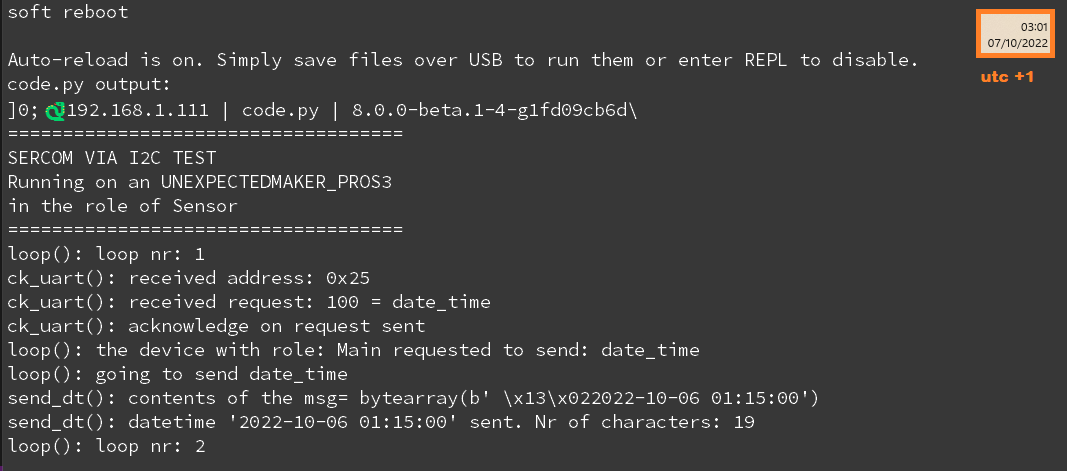 soft reboot
Auto-reload is on. Simply save files over USB to run them or enter REPL to disable.
code.py output:
]0;192.168.1.111 | code.py | 8.0.0-beta.1-4-g1fd09cb6d\
====================================
SERCOM VIA I2C TEST
Running on an UNEXPECTEDMAKER_PROS3
in the role of Sensor
====================================
loop(): loop nr: 1
ck_uart(): received address: 0x25
ck_uart(): received request: 100 = date_time
ck_uart(): acknowledge on request sent
loop(): the device with role: Main requested to send: date_time
loop(): going to send date_time
send_dt(): contents of the msg= bytearray(b' \x13\x022022-10-06 01:15:00')
send_dt(): datetime '2022-10-06 01:15:00' sent. Nr of characters: 19
loop(): loop nr: 2
03:01
07/10/2022
utc +1